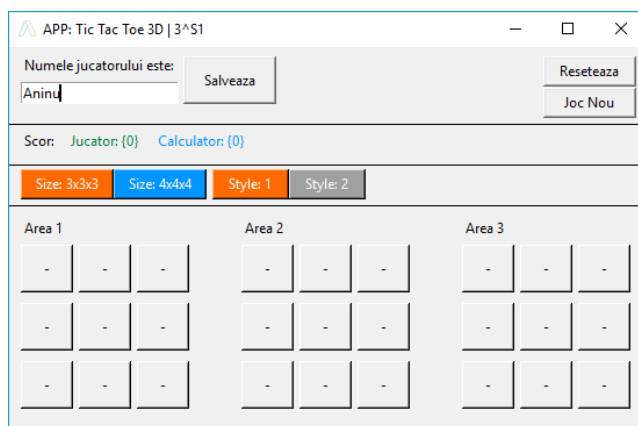 APP: Tic Tac Toe 3D | 3^S1
Numele jucatorului este:
Aninu
Salveaza
Reseteaza
Joc Nou
Scor: Jucator: {0} Calculator: {0}
Size: 3x3x3 Size: 4x4x4 Style: 1 Style: 2
Area 1 Area 2 Area 3
- - - - - - - - -
- - - - - - - - -
- - - - - - - - -